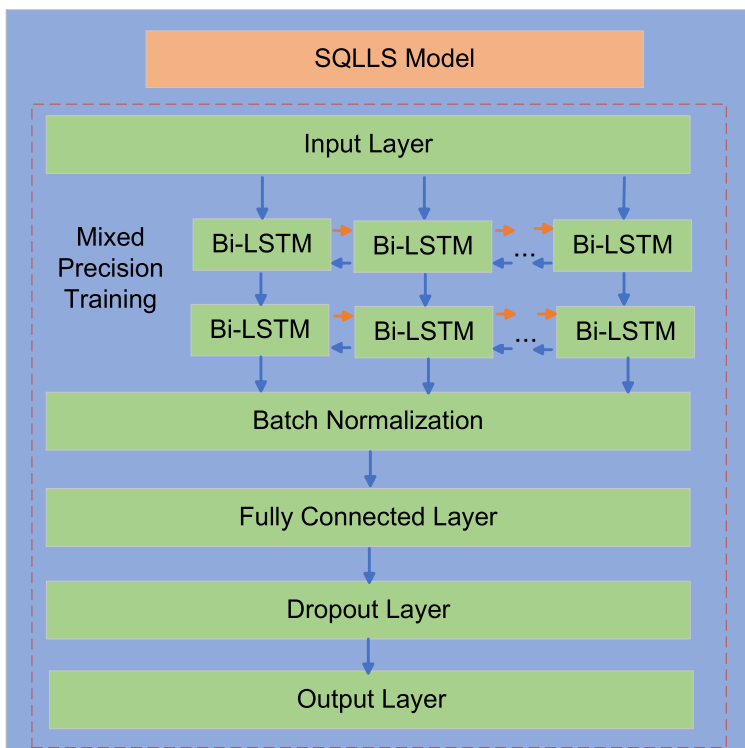 SQLLS Model
Input Layer
Mixed
Precision
Training
Bi-LSTM Bi-LSTM ... Bi-LSTM
Bi-LSTM Bi-LSTM ... Bi-LSTM
Batch Normalization
Fully Connected Layer
Dropout Layer
Output Layer